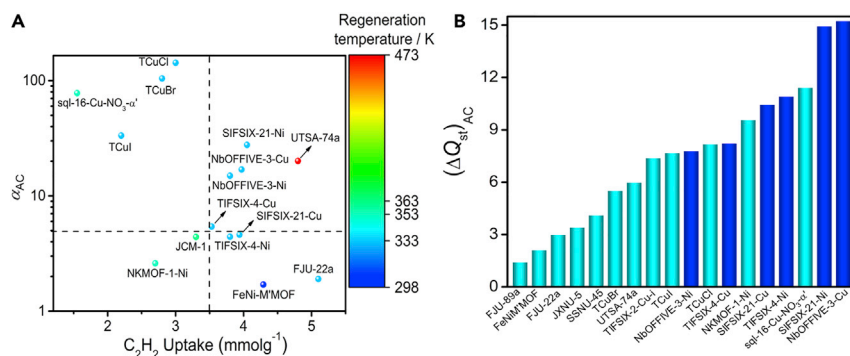 A
Regeneration
temperature / K
473
363
353
333
298
α_AC
100
10
1
TCuCl
TCuBr
sql-16-Cu-NO₃-α'
TCuI
SIFSIX-21-Ni
UTSA-74a
NbOFFIVE-3-Cu
NbOFFIVE-3-Ni
TIFSIX-4-Cu
SIFSIX-21-Cu
JCM-1
TIFSIX-4-Ni
NKMOF-1-Ni
FJU-22a
FeNi-M'MOF
2
3
4
5
C₂H₂ Uptake (mmolg⁻¹)
B
(ΔQ_st)_AC
15
12
9
6
3
0
FJU-89a
FeNiM'MOF
FJU-22a
JXNU-5
SSNU-45
TCuBr
UTSA-74a
TIFSIX-2-Cu-i
TCuI
NbOFFIVE-3-Ni
TCuCl
TIFSIX-4-Cu
NKMOF-1-Ni
SIFSIX-21-Cu
TIFSIX-4-Ni
sql-16-Cu-NO₃-α'
SIFSIX-21-Ni
NbOFFIVE-3-Cu